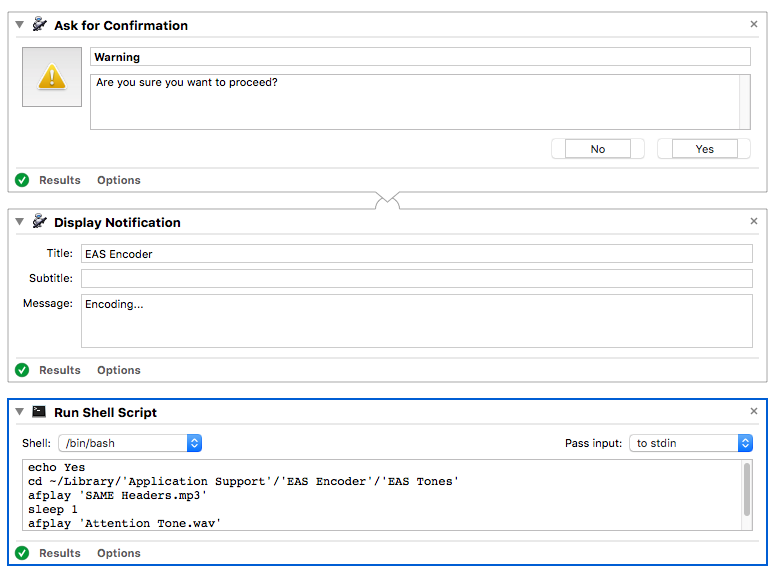 Ask for Confirmation
Warning
Are you sure you want to proceed?
No Yes
Results Options
Display Notification
Title: EAS Encoder
Subtitle:
Message: Encoding...
Results Options
Run Shell Script
Shell: /bin/bash Pass input: to stdin
echo Yes
cd ~/Library/'Application Support'/'EAS Encoder'/'EAS Tones'
afplay 'SAME Headers.mp3'
sleep 1
afplay 'Attention Tone.wav'
Results Options